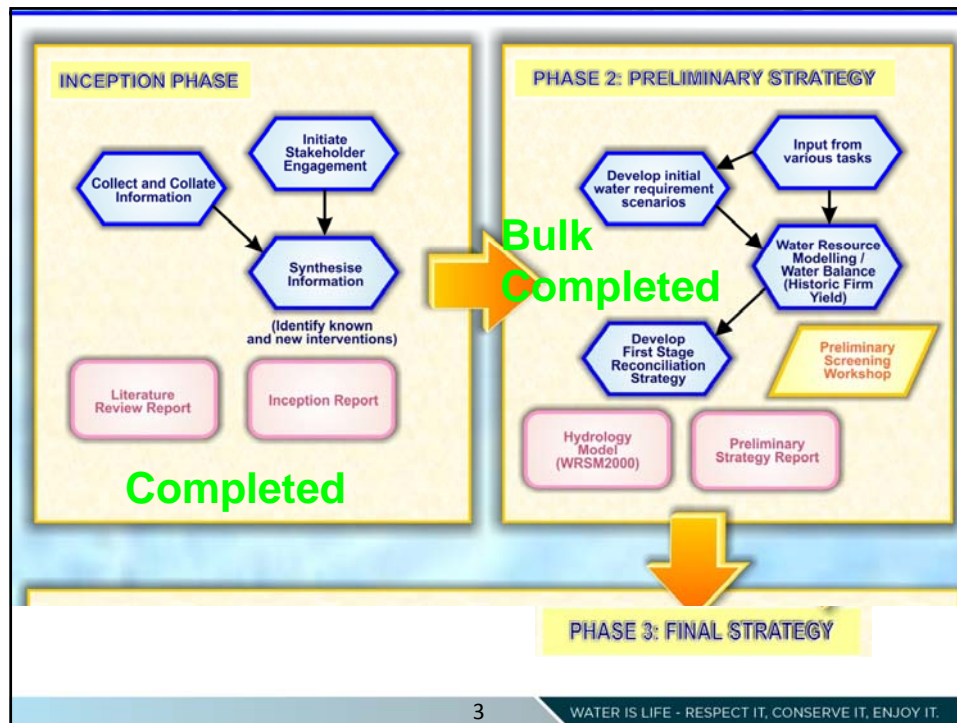 INCEPTION PHASE
Initiate
Stakeholder
Engagement
Collect and Collate
Information
Synthesise
Information
(Identify known
and new interventions)
Literature
Review Report
Inception Report
Completed
PHASE 2: PRELIMINARY STRATEGY
Input from
various tasks
Develop initial
water requirement
scenarios
Bulk
Completed
Water Resource
Modelling /
Water Balance
(Historic Firm
Yield)
Develop
First Stage
Reconciliation
Strategy
Preliminary
Screening
Workshop
Hydrology
Model
(WRSM2000)
Preliminary
Strategy Report
PHASE 3: FINAL STRATEGY
3
WATER IS LIFE - RESPECT IT, CONSERVE IT, ENJOY IT.